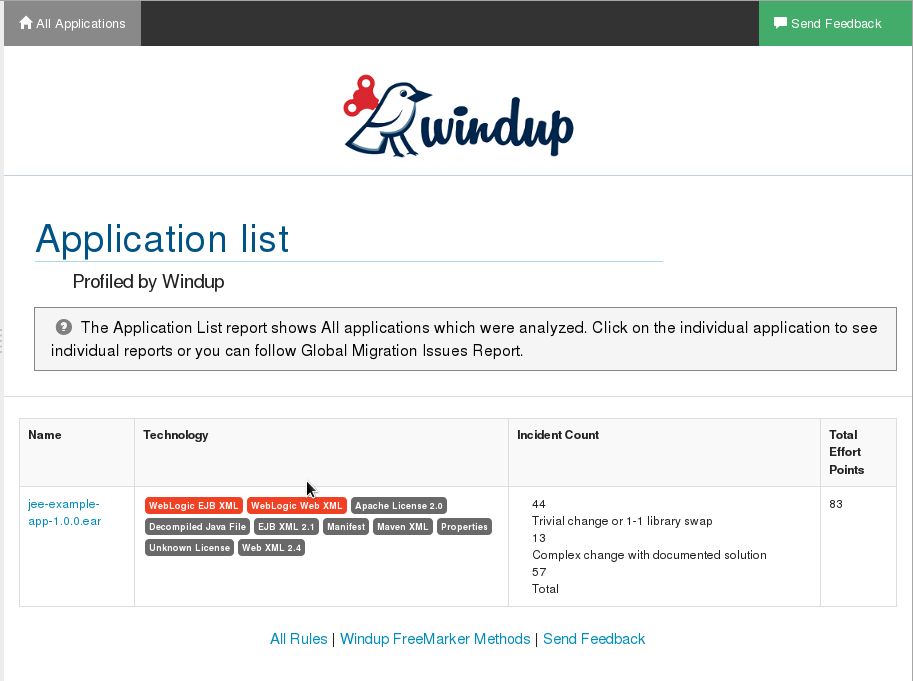 All Applications
Send Feedback
windup
Application list
Profiled by Windup
The Application List report shows All applications which were analyzed. Click on the individual application to see
individual reports or you can follow Global Migration Issues Report.
Name
Technology
Incident Count
Total
Effort
Points
jee-example-
app-1.0.0.ear
WebLogic EJB XML WebLogic Web XML Apache License 2.0
Decompiled Java File EJB XML 2.1 Manifest Maven XML Properties
Unknown License Web XML 2.4
44
Trivial change or 1-1 library swap
13
Complex change with documented solution
57
Total
83
All Rules | Windup FreeMarker Methods | Send Feedback